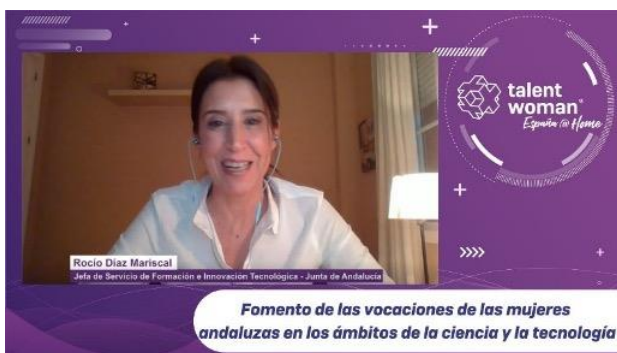 talent
woman
España @ Home
Rocío Díaz Mariscal
Jefa de Servicio de Formación e Innovación Tecnológica - Junta de Andalucía
Fomento de las vocaciones de las mujeres
andaluzas en los ámbitos de la ciencia y la tecnología